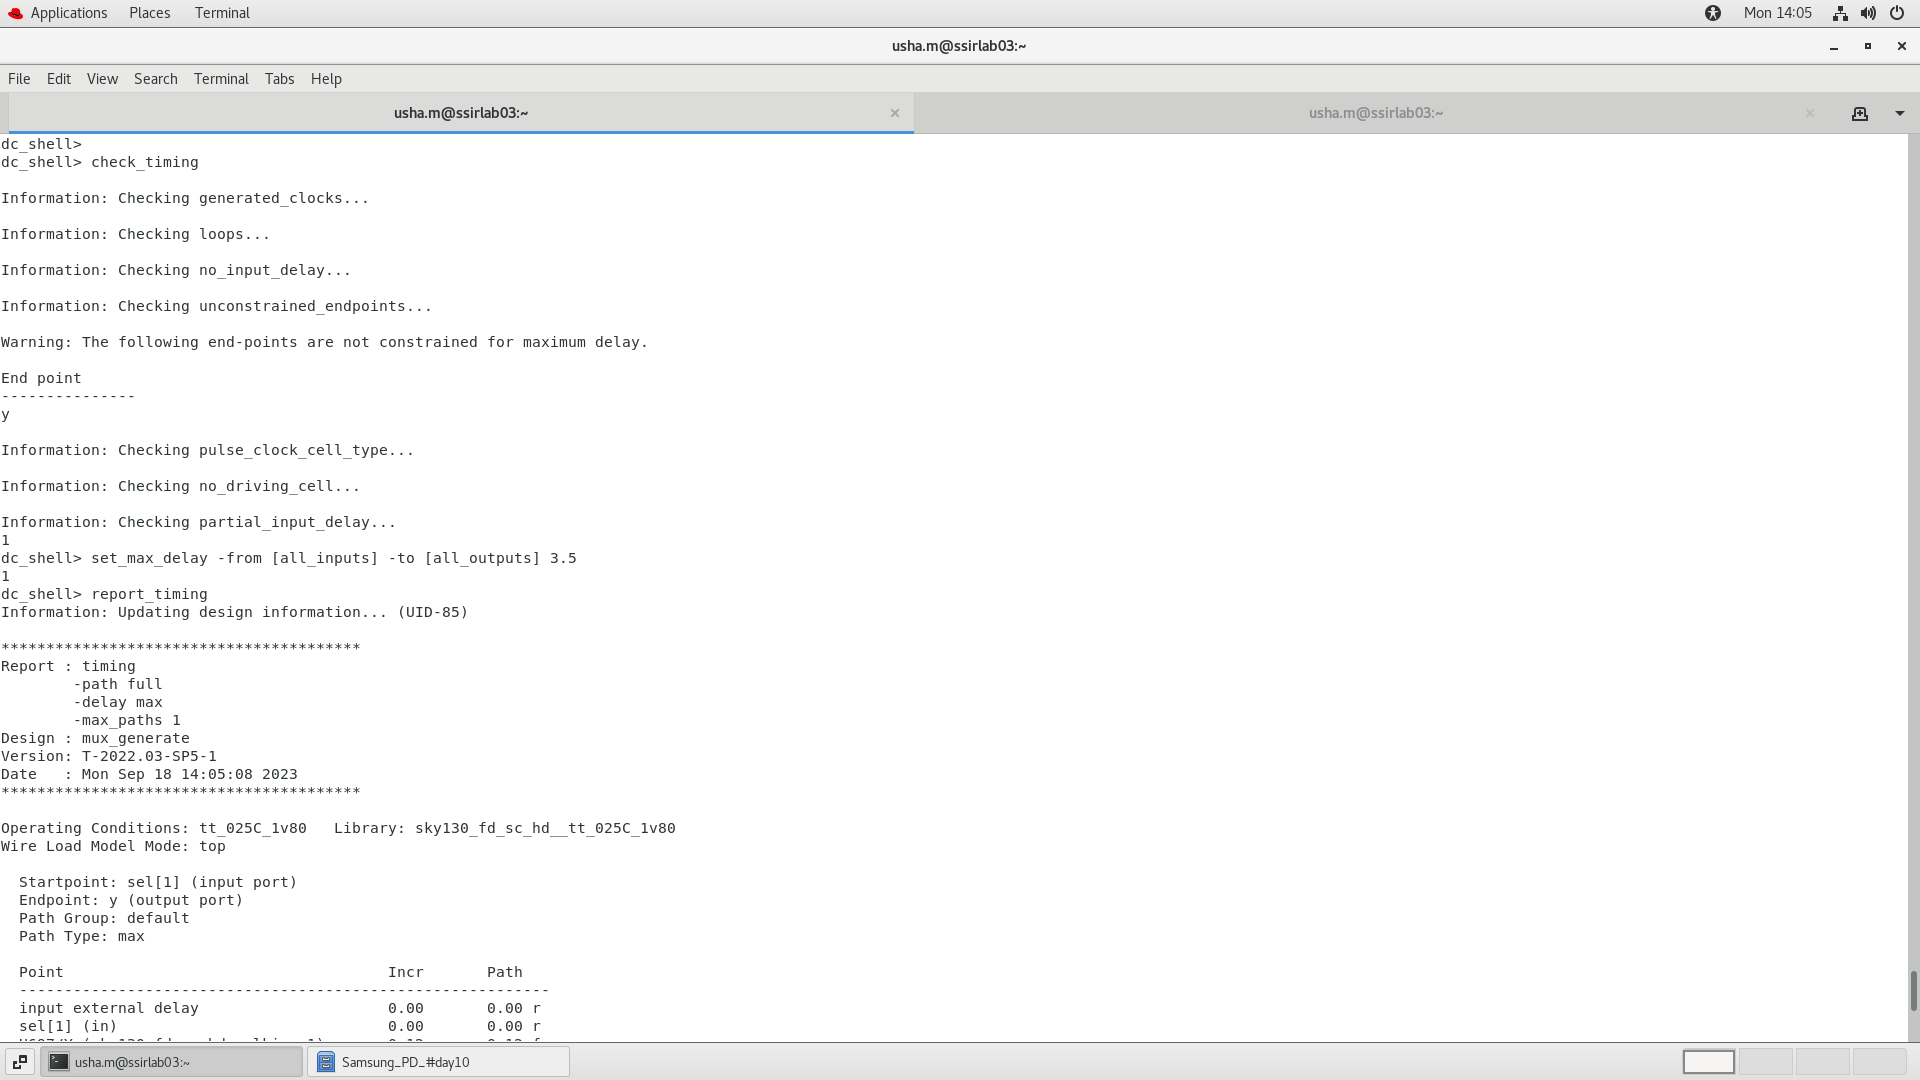 Applications Places Terminal Mon 14:05
usha.m@ssirlab03:~
File Edit View Search Terminal Tabs Help
usha.m@ssirlab03:~ usha.m@ssirlab03:~
dc_shell>
dc_shell> check_timing
Information: Checking generated_clocks...
Information: Checking loops...
Information: Checking no_input_delay...
Information: Checking unconstrained_endpoints...
Warning: The following end-points are not constrained for maximum delay.
End point
---------------
y
Information: Checking pulse_clock_cell_type...
Information: Checking no_driving_cell...
Information: Checking partial_input_delay...
1
dc_shell> set_max_delay -from [all_inputs] -to [all_outputs] 3.5
1
dc_shell> report_timing
Information: Updating design information... (UID-85)
****************************************
Report : timing
        -path full
        -delay max
        -max_paths 1
Design : mux_generate
Version: T-2022.03-SP5-1
Date   : Mon Sep 18 14:05:08 2023
****************************************
Operating Conditions: tt_025C_1v80   Library: sky130_fd_sc_hd__tt_025C_1v80
Wire Load Model Mode: top
  Startpoint: sel[1] (input port)
  Endpoint: y (output port)
  Path Group: default
  Path Type: max
  Point                                    Incr       Path
  -----------------------------------------------------------
  input external delay                     0.00       0.00 r
  sel[1] (in)                              0.00       0.00 r
usha.m@ssirlab03:~ Samsung_PD_#day10